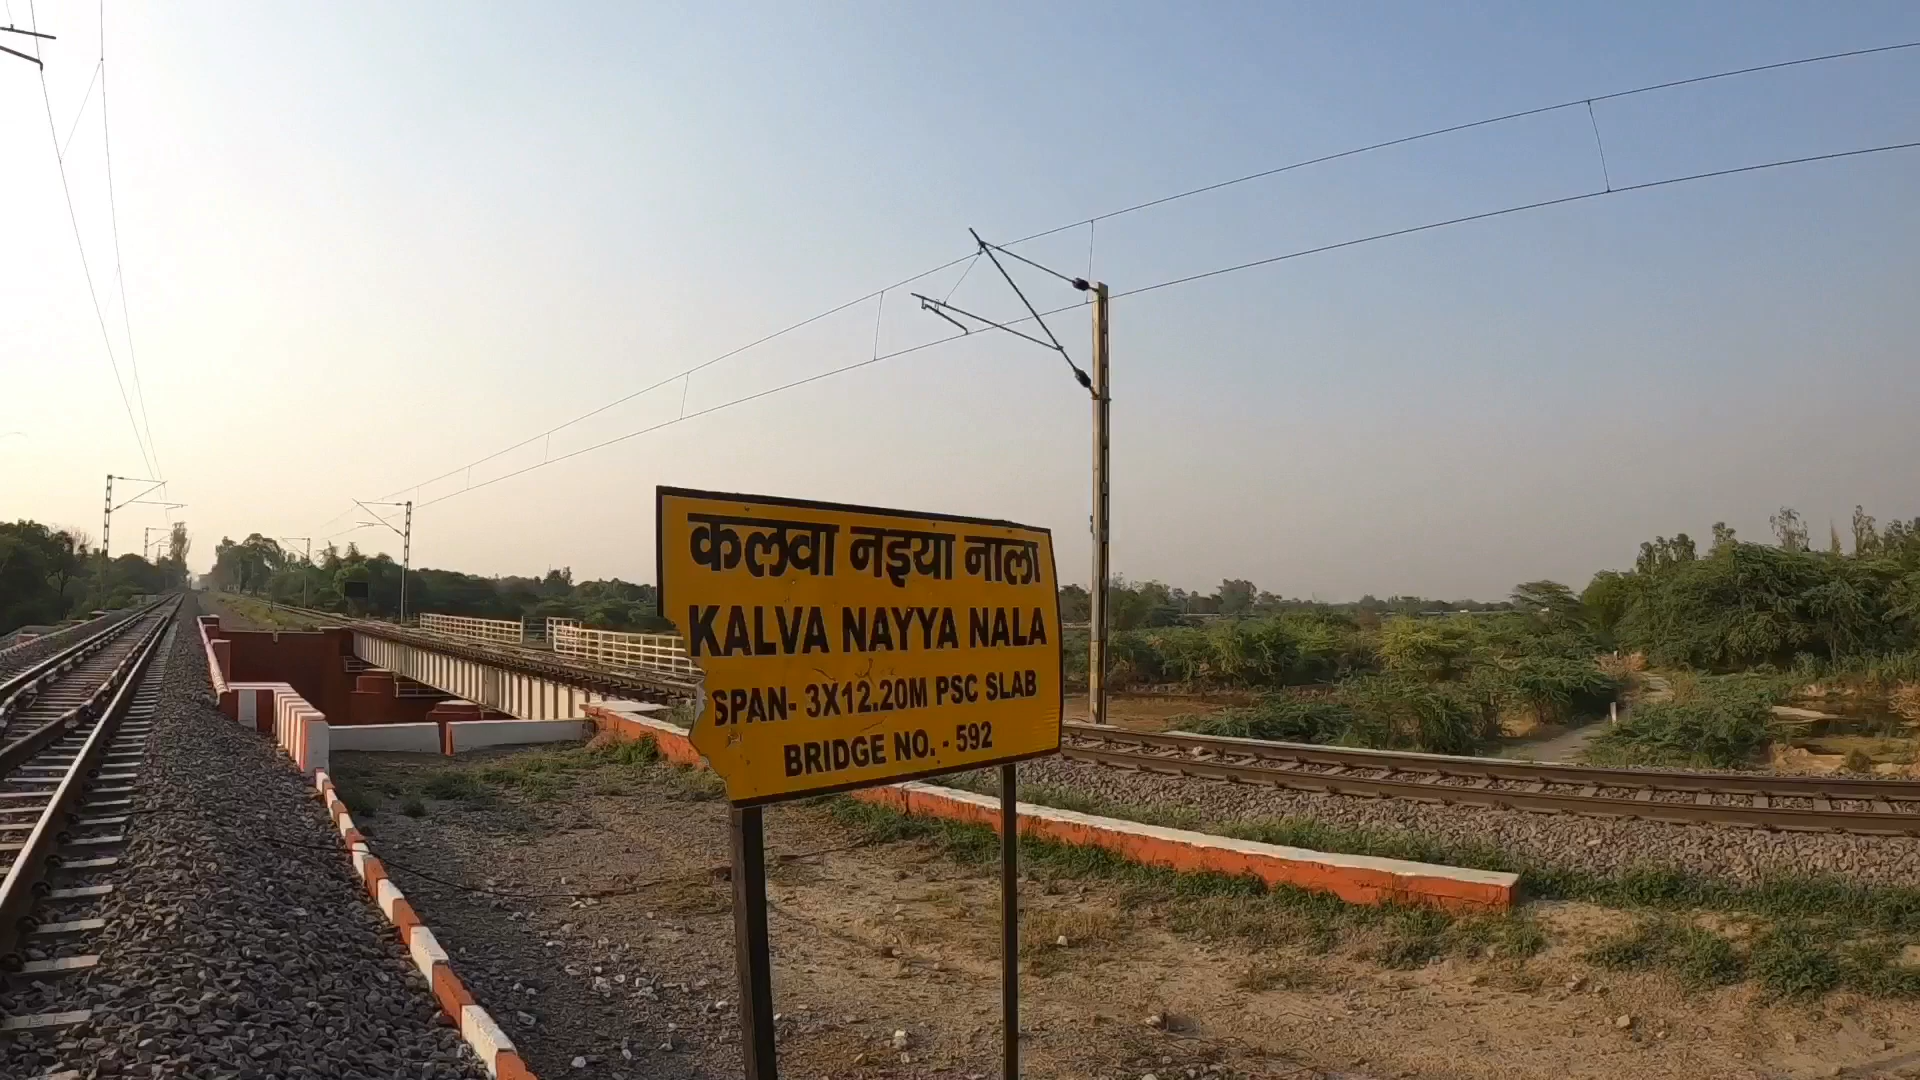 कलवा नइया नाला
KALVA NAYYA NALA
SPAN- 3X12.20M PSC SLAB
BRIDGE NO. - 592